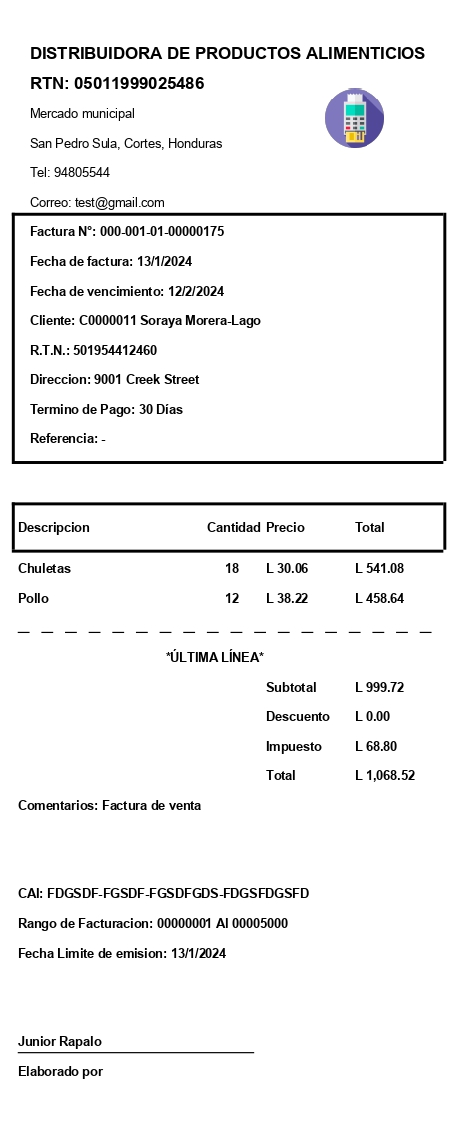 DISTRIBUIDORA DE PRODUCTOS ALIMENTICIOS
RTN: 05011999025486
Mercado municipal
San Pedro Sula, Cortes, Honduras
Tel: 94805544
Correo: test@gmail.com
Factura N°: 000-001-01-00000175
Fecha de factura: 13/1/2024
Fecha de vencimiento: 12/2/2024
Cliente: C0000011 Soraya Morera-Lago
R.T.N.: 501954412460
Direccion: 9001 Creek Street
Termino de Pago: 30 Días
Referencia: -
Descripcion Cantidad Precio Total
Chuletas 18 L 30.06 L 541.08
Pollo 12 L 38.22 L 458.64
*ÚLTIMA LÍNEA*
Subtotal L 999.72
Descuento L 0.00
Impuesto L 68.80
Total L 1,068.52
Comentarios: Factura de venta
CAI: FDGSDF-FGSDF-FGSDFGDS-FDGSFDGSFD
Rango de Facturacion: 00000001 Al 00005000
Fecha Limite de emision: 13/1/2024
Junior Rapalo
Elaborado por